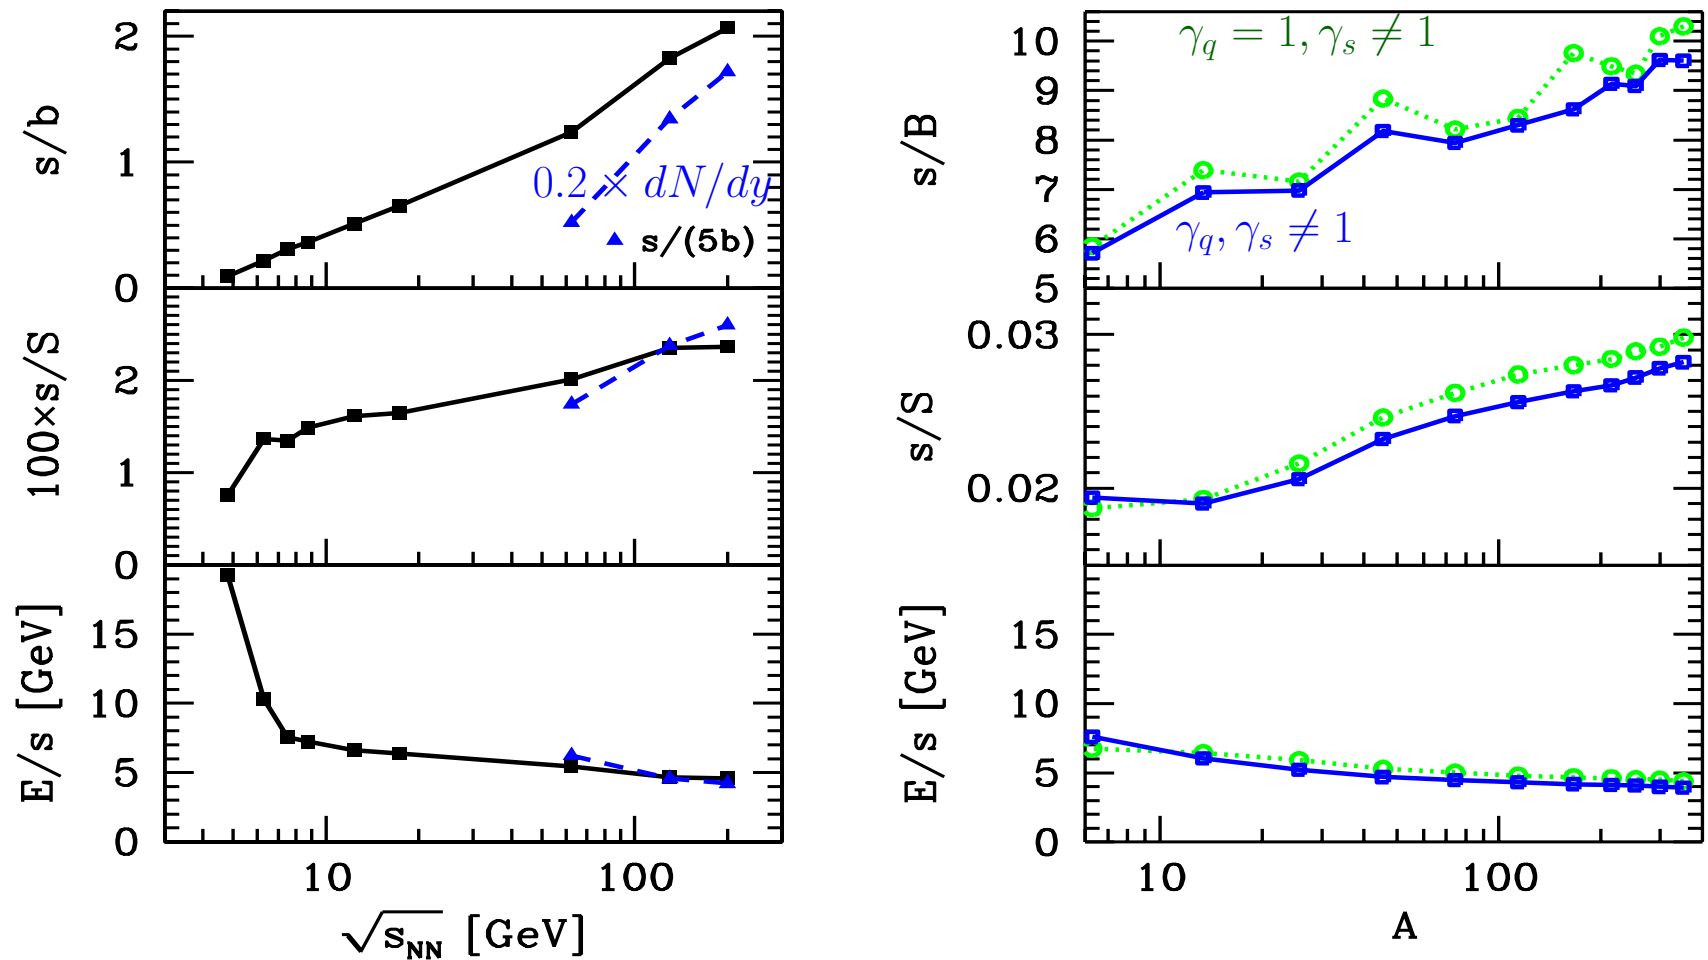 s/b
2
1
0
0.2 × dN/dy
s/(5b)
100×s/S
2
1
0
E/s [GeV]
15
10
5
0
10 100
√s_NN [GeV]
s/B
10
9
8
7
6
5
γ_q = 1, γ_s ≠ 1
γ_q, γ_s ≠ 1
s/S
0.03
0.02
E/s [GeV]
15
10
5
0
10 100
A